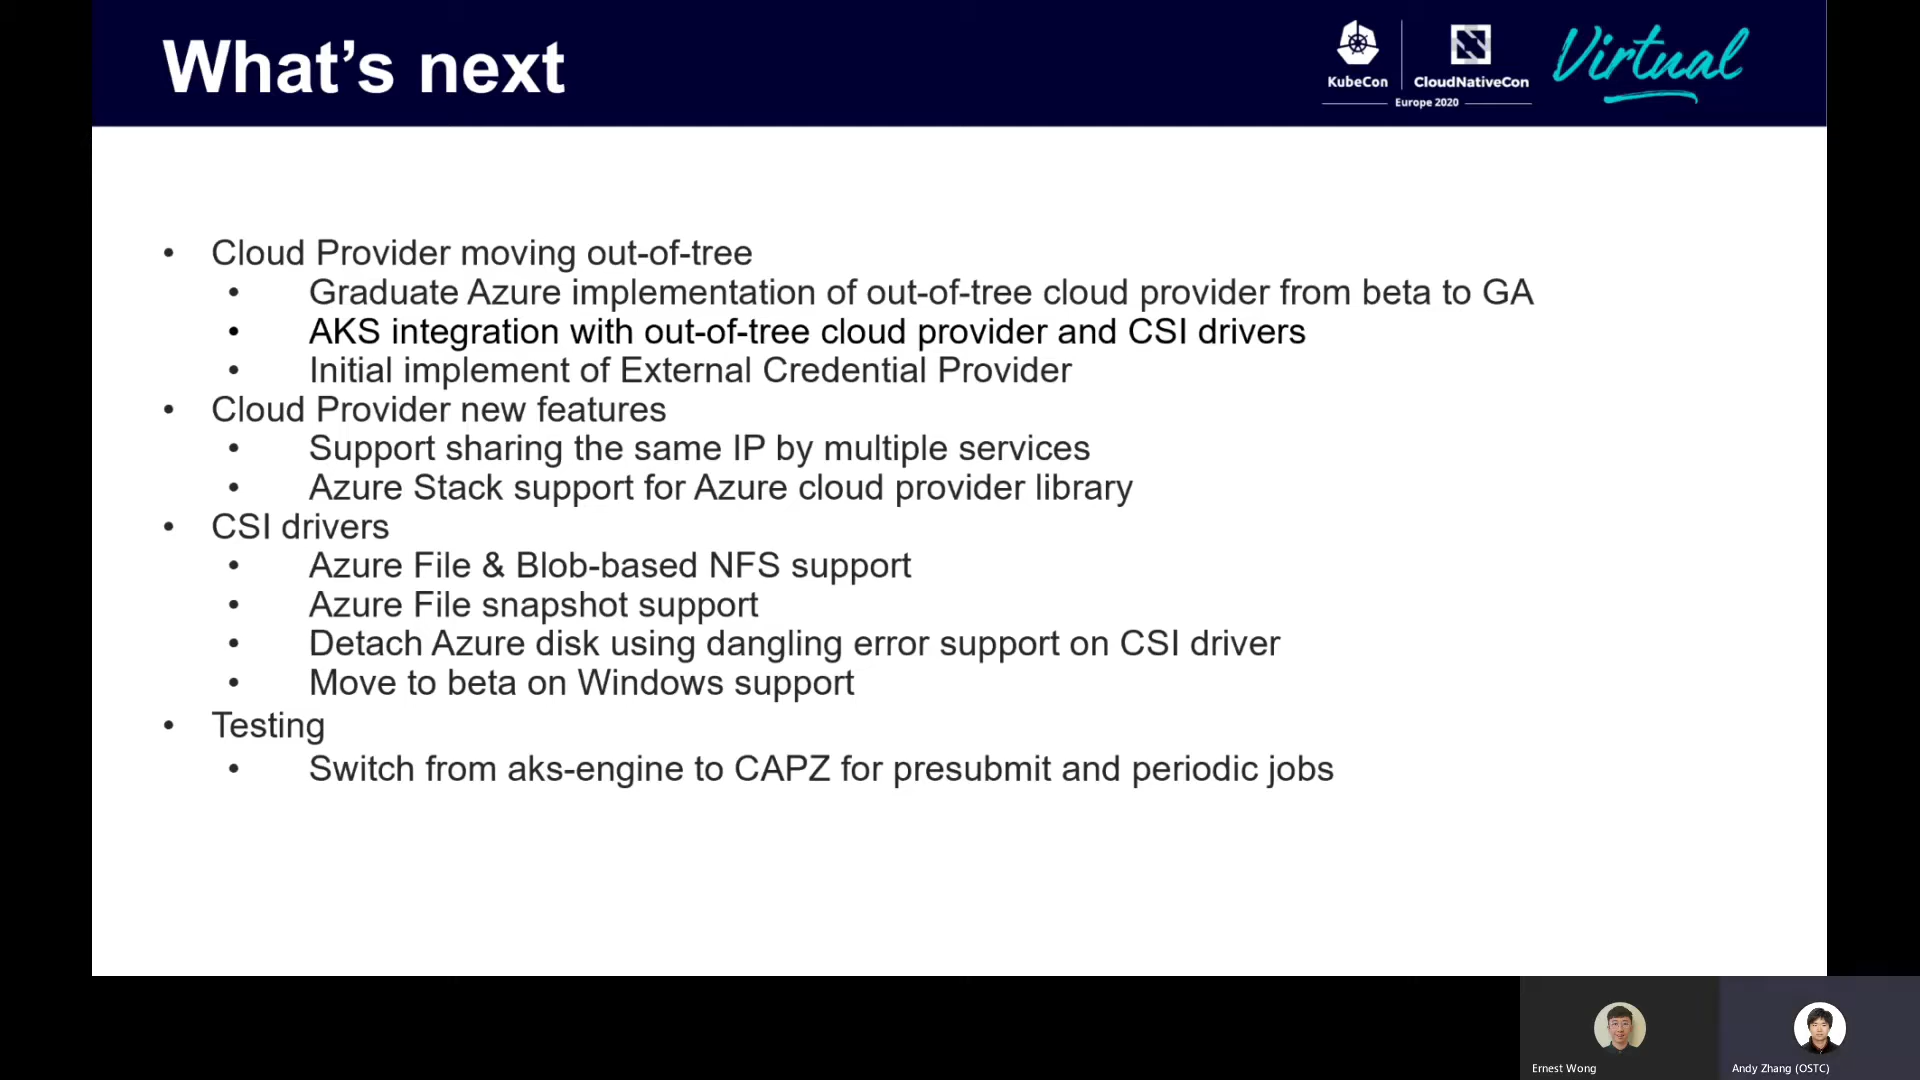 What's next
KubeCon
CloudNativeCon
Europe 2020
Virtual
• Cloud Provider moving out-of-tree
• Graduate Azure implementation of out-of-tree cloud provider from beta to GA
• AKS integration with out-of-tree cloud provider and CSI drivers
• Initial implement of External Credential Provider
• Cloud Provider new features
• Support sharing the same IP by multiple services
• Azure Stack support for Azure cloud provider library
• CSI drivers
• Azure File & Blob-based NFS support
• Azure File snapshot support
• Detach Azure disk using dangling error support on CSI driver
• Move to beta on Windows support
• Testing
• Switch from aks-engine to CAPZ for presubmit and periodic jobs
Ernest Wong
Andy Zhang (OSTC)